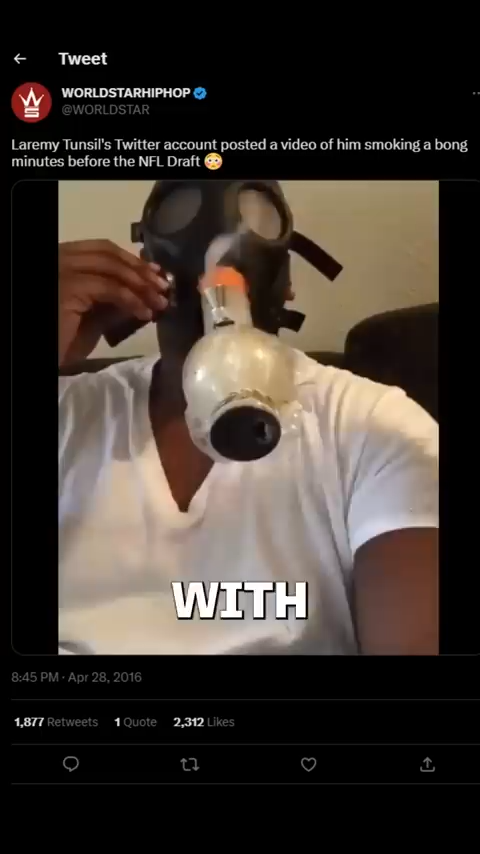 Tweet
WORLDSTARHIPHOP
@WORLDSTAR
Laremy Tunsil's Twitter account posted a video of him smoking a bong
minutes before the NFL Draft 😳
WITH
8:45 PM · Apr 28, 2016
1,877 Retweets 1 Quote 2,312 Likes